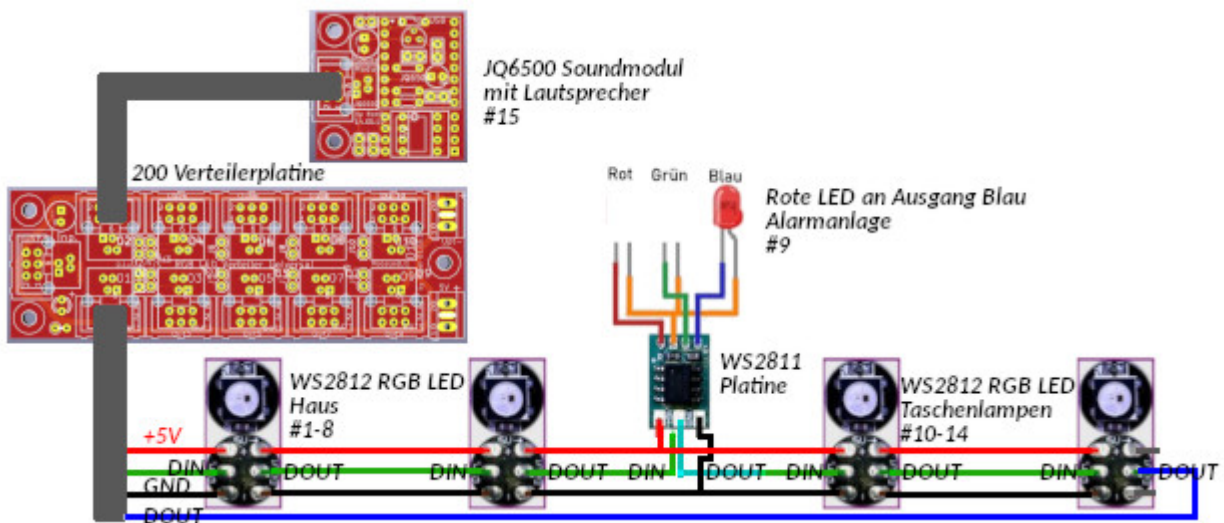 JQ6500 Soundmodul
mit Lautsprecher
#15
200 Verteilerplatine
Rot Grün Blau
Rote LED an Ausgang Blau
Alarmanlage
#9
WS2811
Platine
WS2812 RGB LED
Haus
#1-8
WS2812 RGB LED
Taschenlampen
#10-14
+5V
DIN DOUT DIN DOUT DIN DOUT DIN DOUT DIN DOUT
GND
DOUT